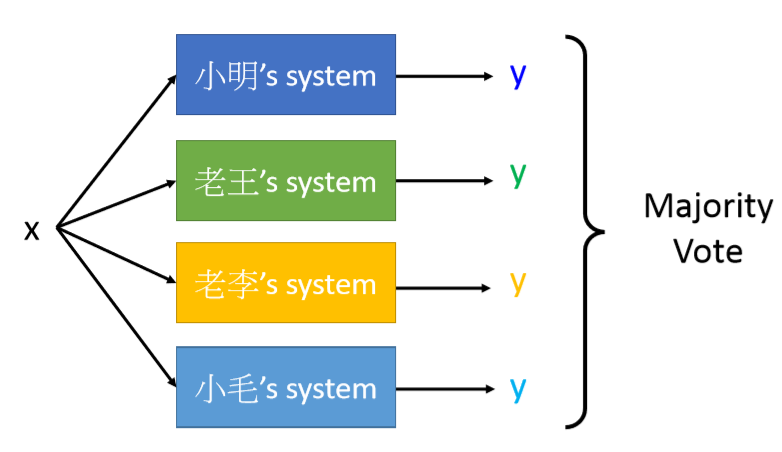 小明’s system
y
老王’s system
y
x
Majority
Vote
老李’s system
y
小毛’s system
y